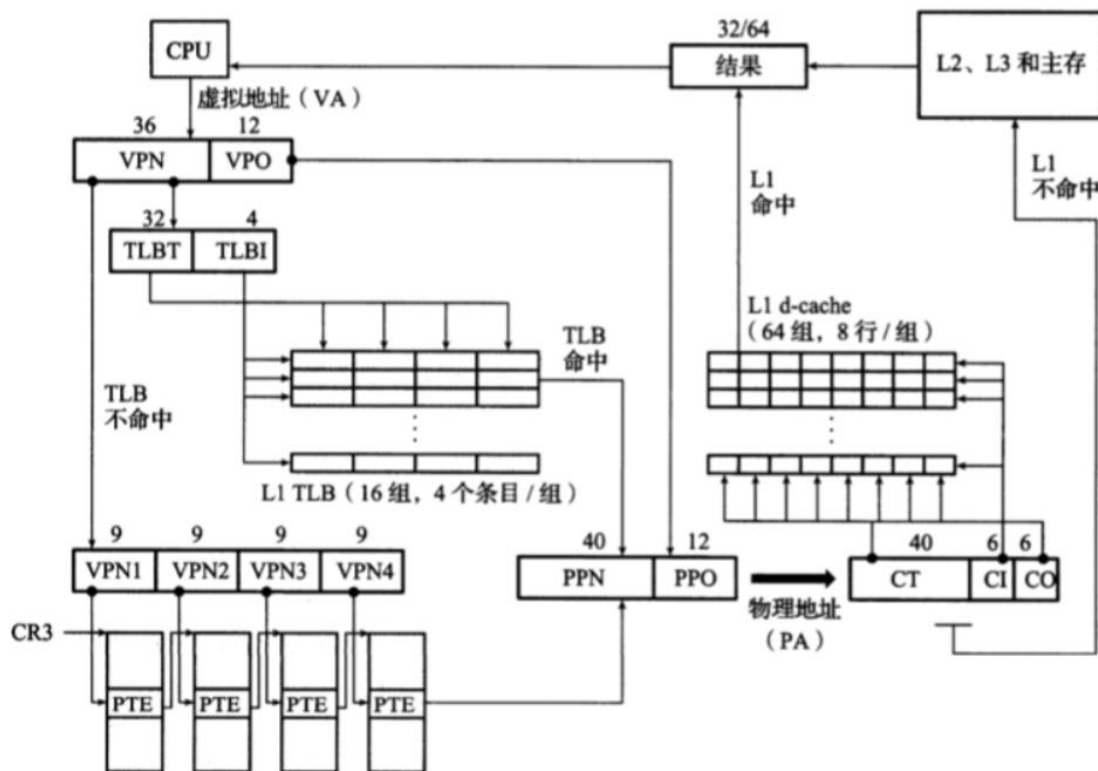 CPU
32/64
结果
L2、L3 和主存
虚拟地址（VA）
36 12
VPN VPO
L1
命中
L1
不命中
32 4
TLBT TLBI
L1 d-cache
（64 组，8 行/组）
TLB
命中
TLB
不命中
L1 TLB（16 组，4 个条目/组）
9 9 9 9
VPN1 VPN2 VPN3 VPN4
40 12
PPN PPO
物理地址
（PA）
40 6 6
CT CI CO
CR3
PTE PTE PTE PTE